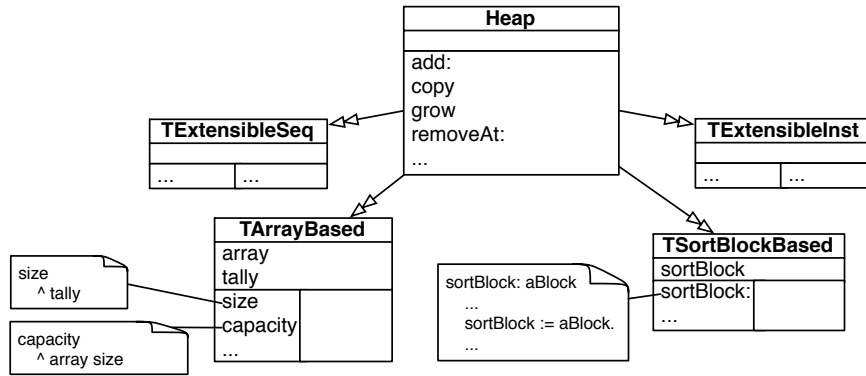 Heap
add:
copy
grow
removeAt:
...
TExtensibleSeq
... ...
TExtensibleInst
... ...
TArrayBased
array
tally
size
capacity
...
size
^ tally
capacity
^ array size
TSortBlockBased
sortBlock
sortBlock:
...
sortBlock: aBlock
...
sortBlock := aBlock.
...